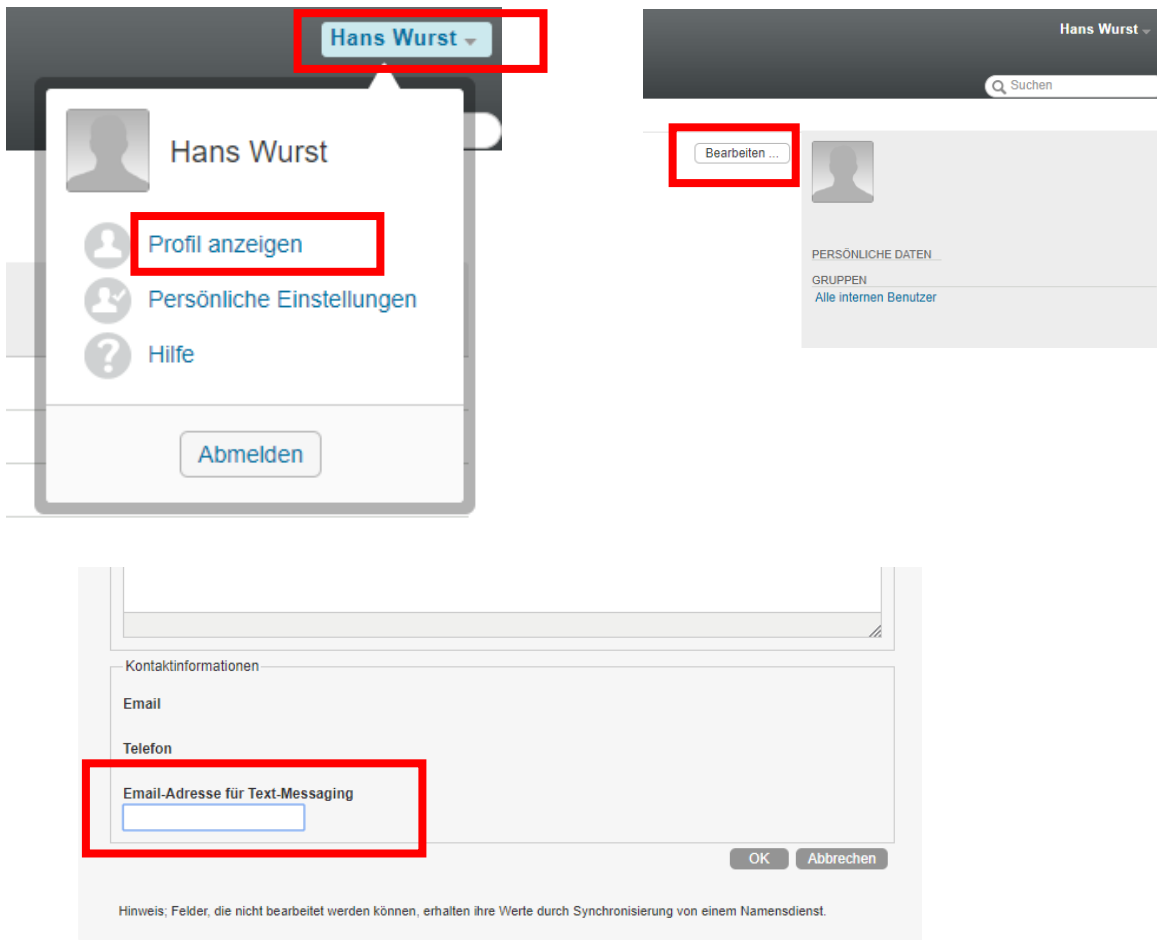 Hans Wurst
Hans Wurst
Profil anzeigen
Persönliche Einstellungen
Hilfe
Abmelden
Hans Wurst
Suchen
Bearbeiten ...
PERSÖNLICHE DATEN
GRUPPEN
Alle internen Benutzer
Kontaktinformationen
Email
Telefon
Email-Adresse für Text-Messaging
OK Abbrechen
Hinweis; Felder, die nicht bearbeitet werden können, erhalten ihre Werte durch Synchronisierung von einem Namensdienst.